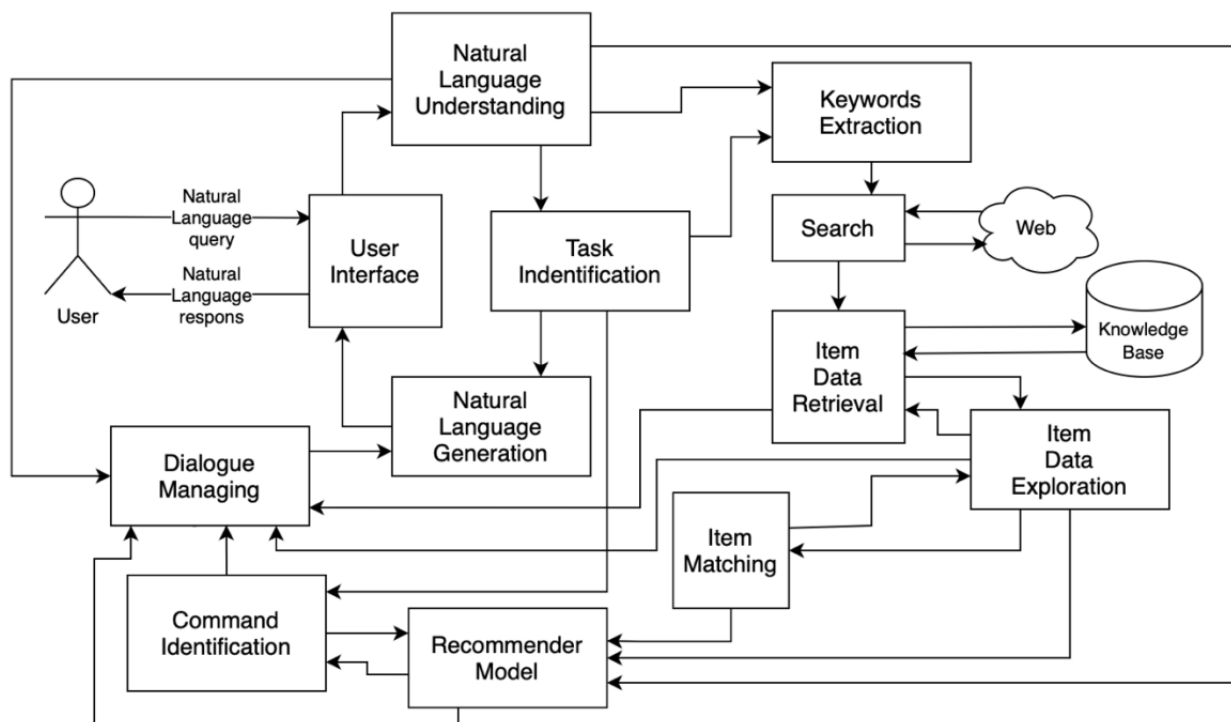 Natural
Language
Understanding
Keywords
Extraction
Natural
Language
query
User
Interface
Task
Indentification
Search
Web
Natural
Language
respons
User
Item
Data
Retrieval
Knowledge
Base
Natural
Language
Generation
Dialogue
Managing
Item
Data
Exploration
Item
Matching
Command
Identification
Recommender
Model